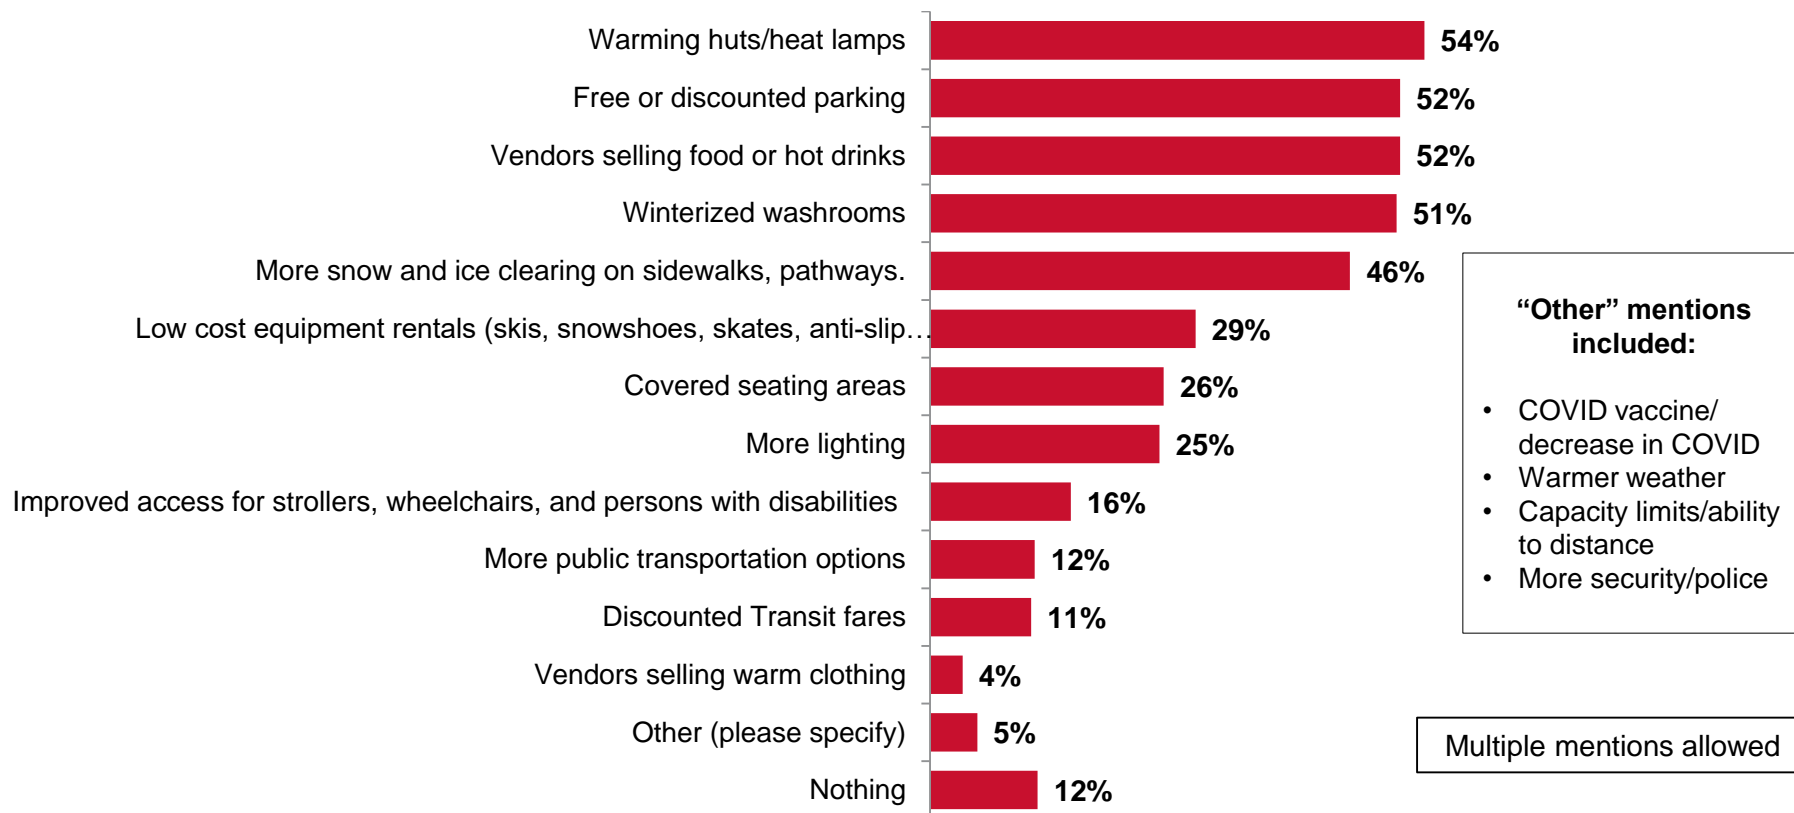 Warming huts/heat lamps 54%
Free or discounted parking 52%
Vendors selling food or hot drinks 52%
Winterized washrooms 51%
More snow and ice clearing on sidewalks, pathways. 46%
Low cost equipment rentals (skis, snowshoes, skates, anti-slip… 29%
Covered seating areas 26%
More lighting 25%
Improved access for strollers, wheelchairs, and persons with disabilities 16%
More public transportation options 12%
Discounted Transit fares 11%
Vendors selling warm clothing 4%
Other (please specify) 5%
Nothing 12%
“Other” mentions
included:
• COVID vaccine/
decrease in COVID
• Warmer weather
• Capacity limits/ability
to distance
• More security/police
Multiple mentions allowed